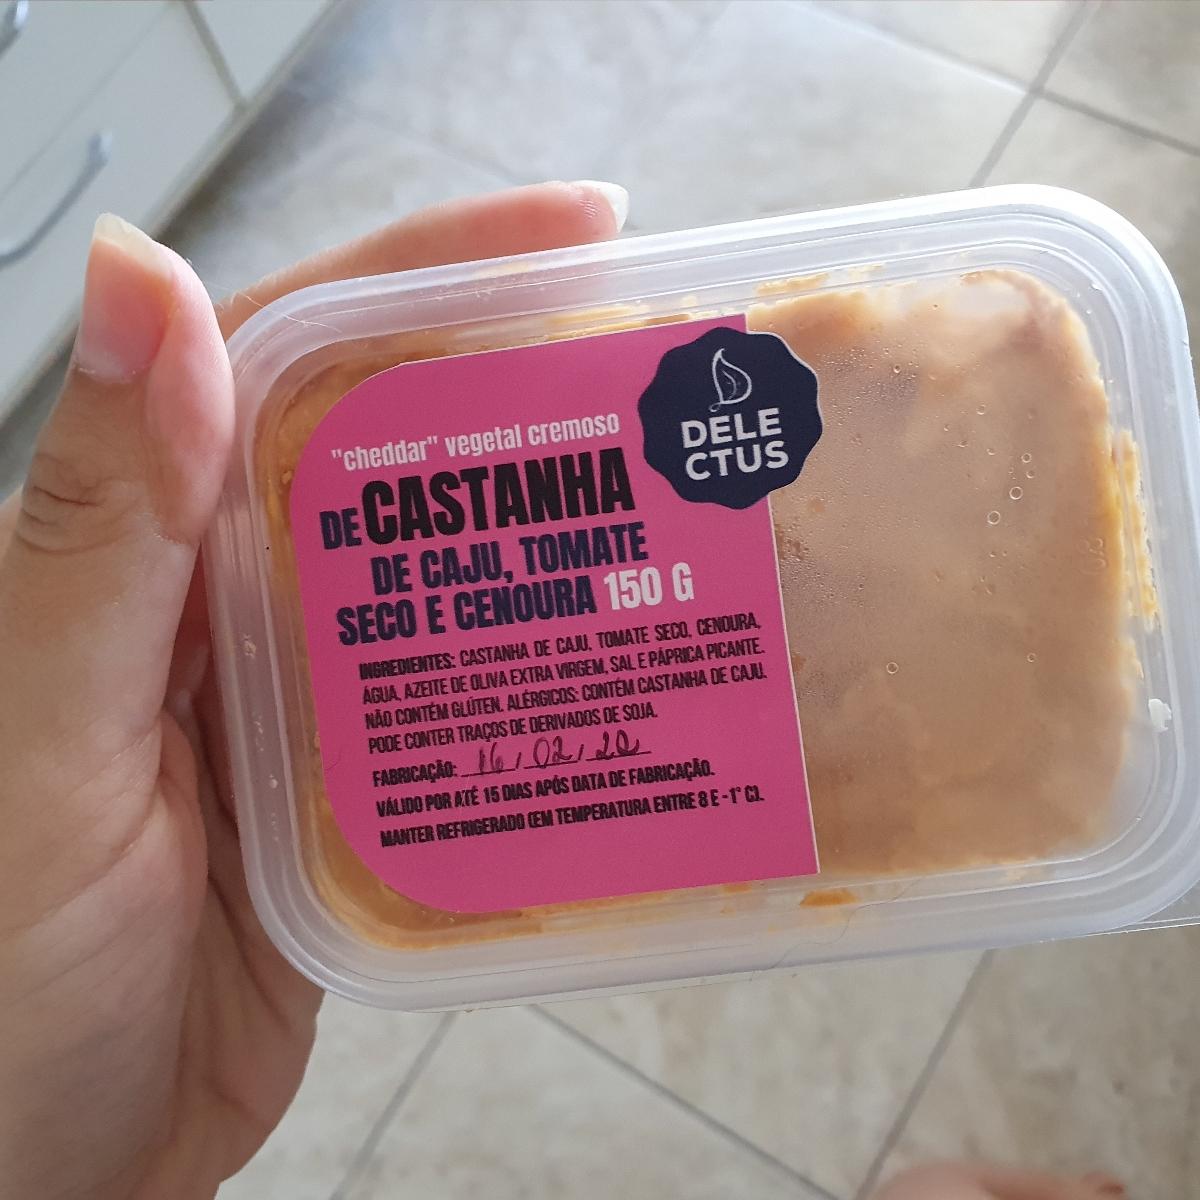 "cheddar" vegetal cremoso
DE CASTANHA
DE CAJU, TOMATE
SECO E CENOURA 150 G
DELE
CTUS
INGREDIENTES: CASTANHA DE CAJU, TOMATE SECO, CENOURA,
ÁGUA, AZEITE DE OLIVA EXTRA VIRGEM, SAL E PÁPRICA PICANTE.
NÃO CONTÉM GLÚTEN. ALÉRGICOS: CONTÉM CASTANHA DE CAJU.
PODE CONTER TRAÇOS DE DERIVADOS DE SOJA.
FABRICAÇÃO: 16/02/20
VÁLIDO POR ATÉ 15 DIAS APÓS DATA DE FABRICAÇÃO.
MANTER REFRIGERADO (EM TEMPERATURA ENTRE 8 E -1° C).